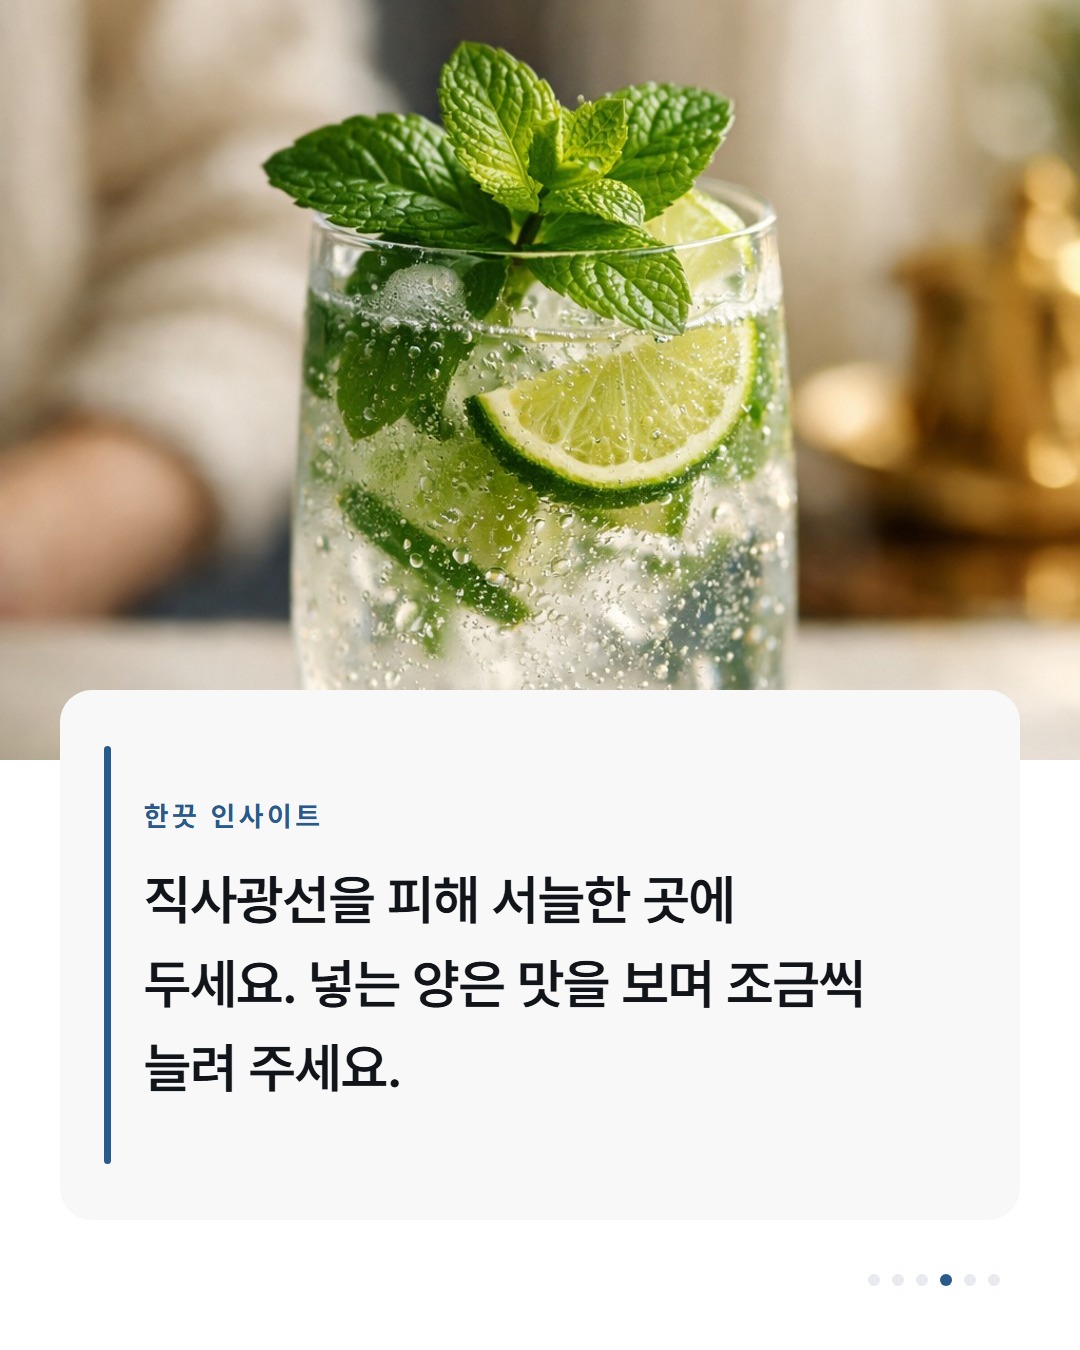 한끗 인사이트
직사광선을 피해 서늘한 곳에
두세요. 넣는 양은 맛을 보며 조금씩
늘려 주세요.